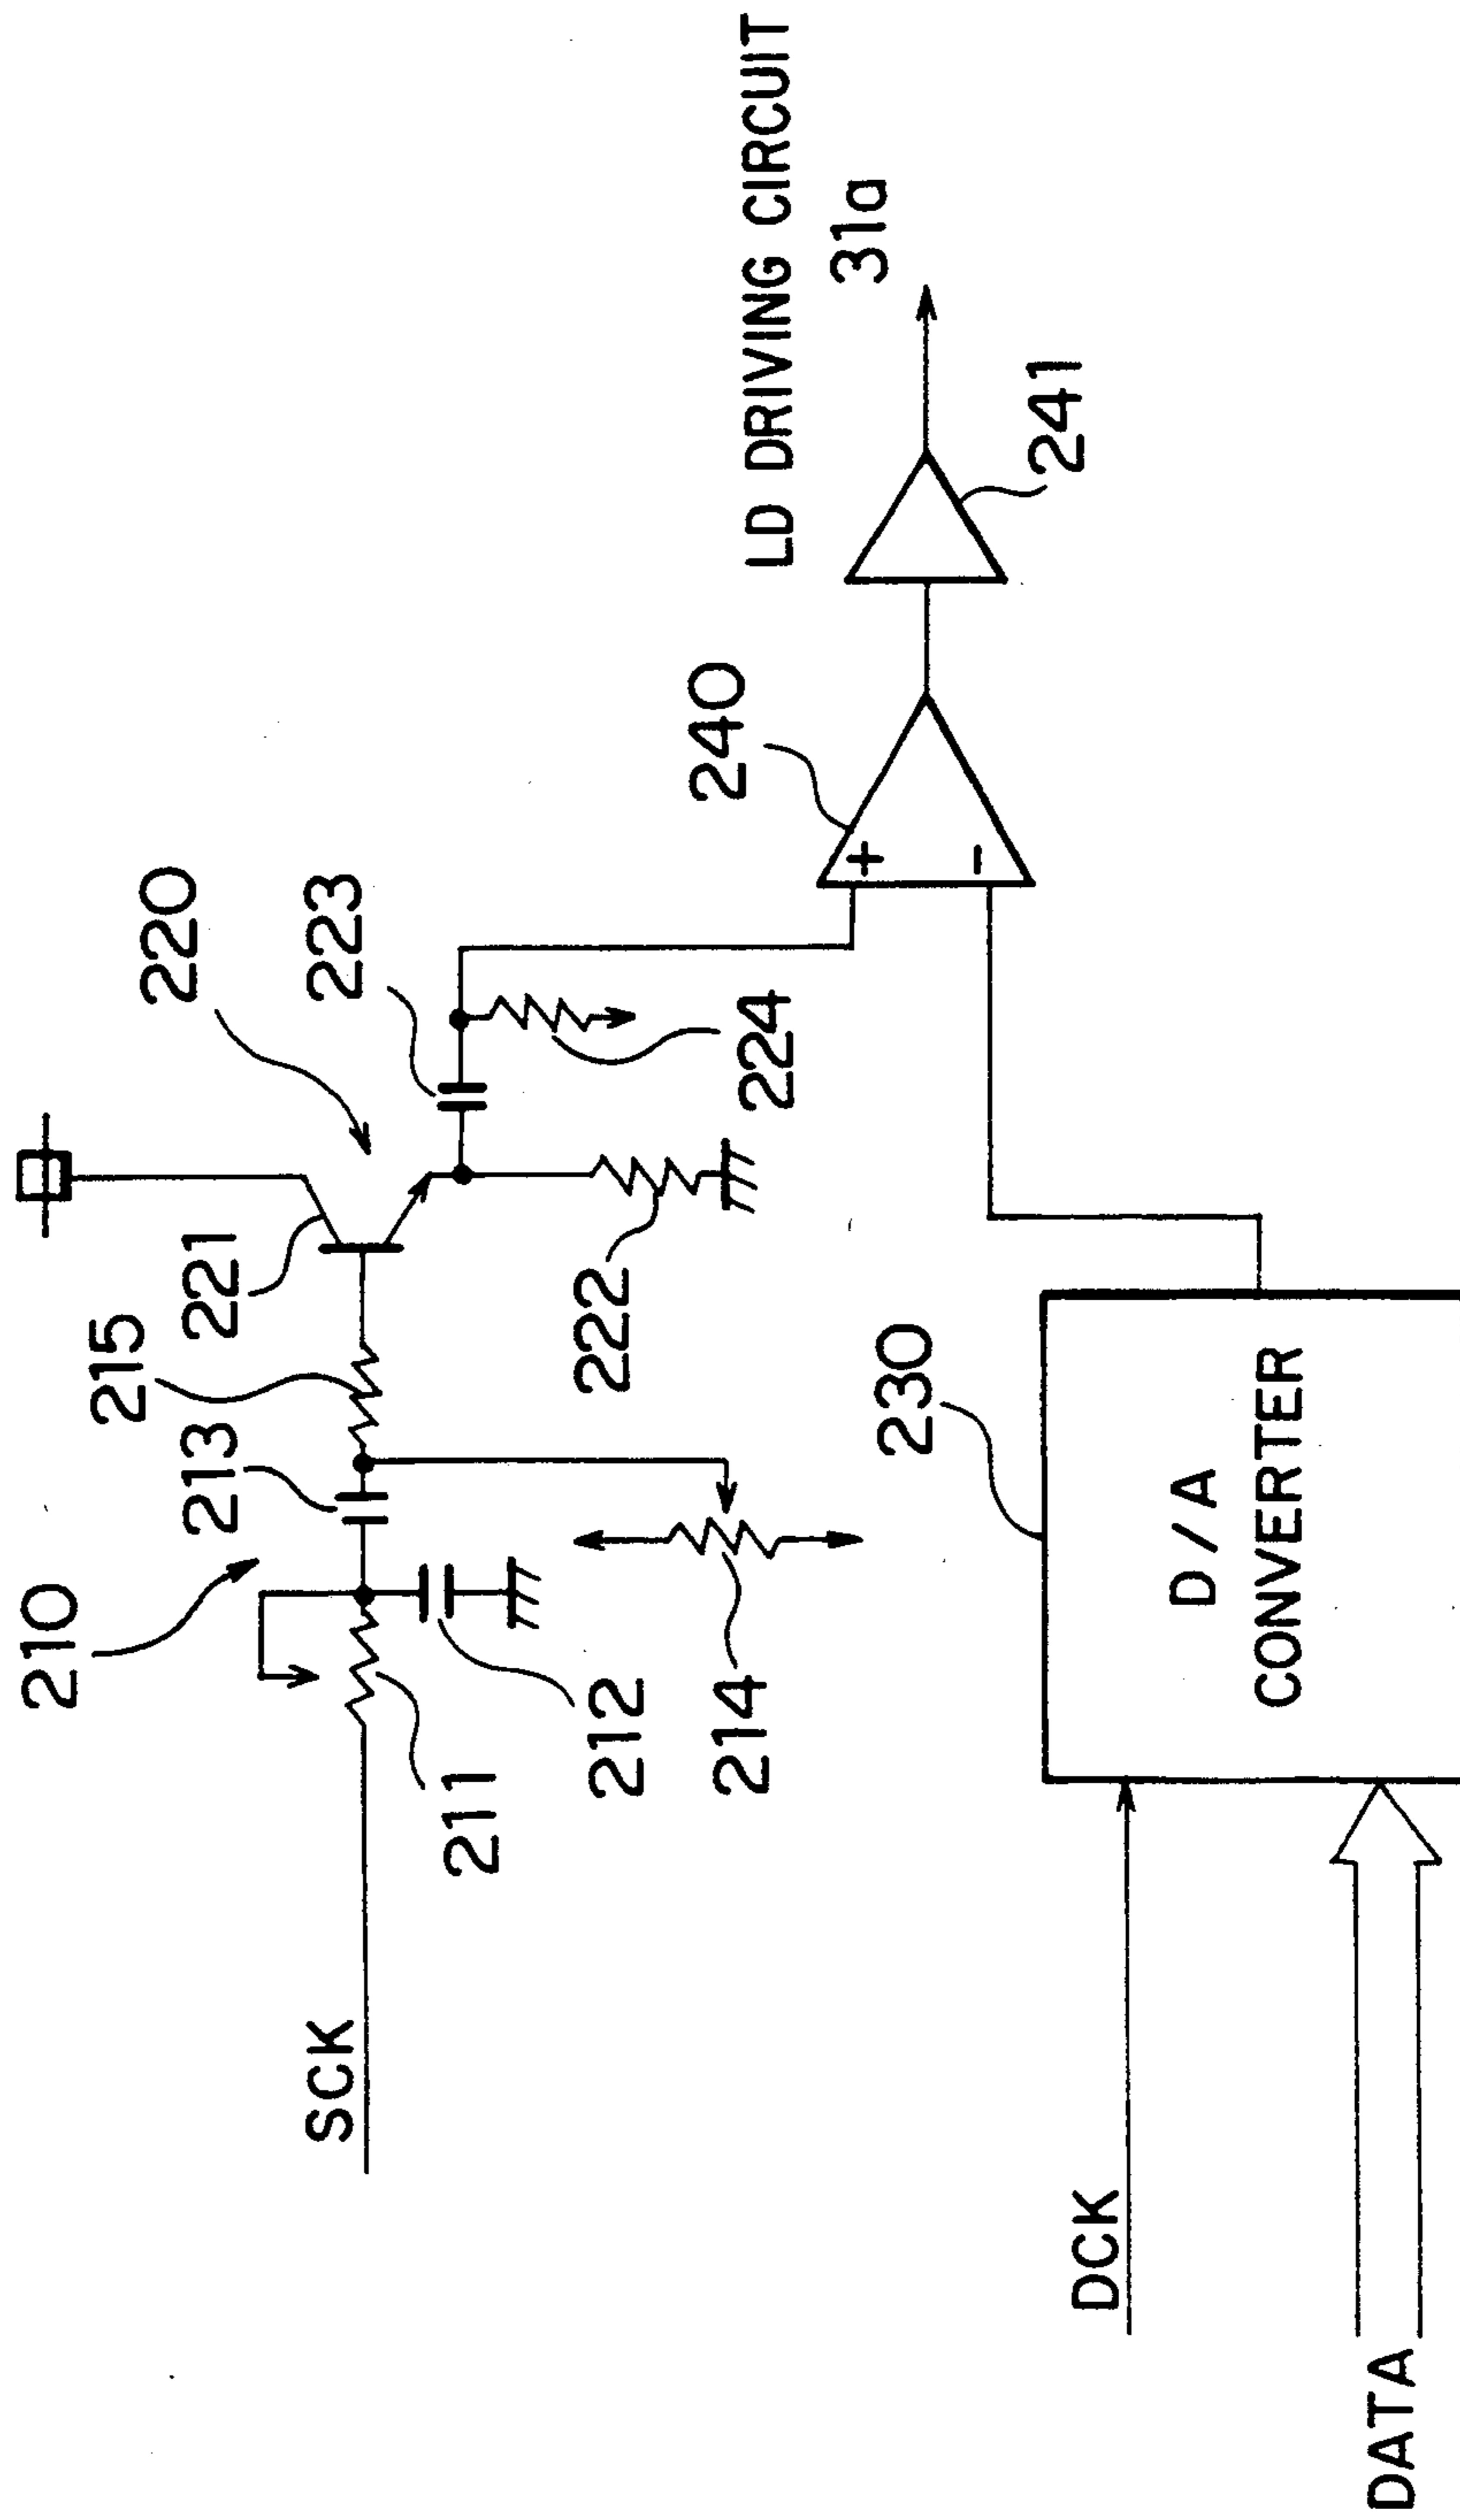 210
213
215
221
220
223
SCK
211
212
214
222
224
240
LD DRIVING CIRCUIT
31a
241
+
-
230
DCK
D/A
CONVERTER
DATA